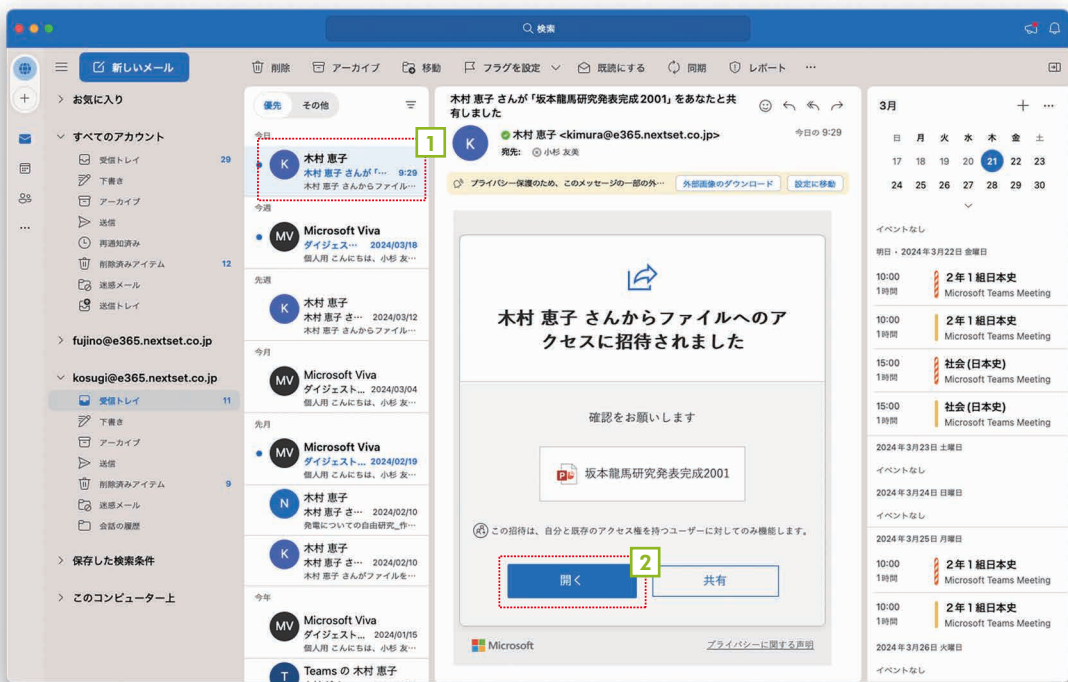 検索
新しいメール
削除
アーカイブ
移動
フラグを設定
既読にする
同期
レポート
お気に入り
すべてのアカウント
受信トレイ 29
下書き
アーカイブ
送信
再通知済み
削除済みアイテム 12
迷惑メール
送信トレイ
fujino@e365.nextset.co.jp
kosugi@e365.nextset.co.jp
受信トレイ 11
下書き
アーカイブ
送信
削除済みアイテム 9
迷惑メール
会話の履歴
保存した検索条件
このコンピューター上
優先 その他
今日
1
K
木村 恵子
木村 恵子 さんが「… 9:29
木村 恵子 さんからファイル…
今週
MV
Microsoft Viva
ダイジェス… 2024/03/18
個人用 こんにちは、小杉 友…
先週
K
木村 恵子
木村 恵子 さ… 2024/03/12
木村 恵子 さんからファイル…
今月
MV
Microsoft Viva
ダイジェスト… 2024/03/04
個人用 こんにちは、小杉 友…
先月
MV
Microsoft Viva
ダイジェスト… 2024/02/19
個人用 こんにちは、小杉 友…
N
木村 恵子
木村 恵子 さ… 2024/02/10
発電についての自由研究_作…
K
木村 恵子
木村 恵子 さ… 2024/02/10
木村 恵子 さんがファイルを…
今年
MV
Microsoft Viva
ダイジェスト… 2024/01/15
個人用 こんにちは、小杉 友…
T
Teams の 木村 恵子
木村 恵子 さんが「坂本龍馬研究発表完成2001」をあなたと共
有しました
K
木村 恵子 <kimura@e365.nextset.co.jp>
今日の 9:29
宛先: 小杉 友美
プライバシー保護のため、このメッセージの一部の外…
外部画像のダウンロード
設定に移動
木村 恵子 さんからファイルへのア
クセスに招待されました
確認をお願いします
坂本龍馬研究発表完成2001
この招待は、自分と既存のアクセス権を持つユーザーに対してのみ機能します。
2
開く
共有
Microsoft
プライバシーに関する声明
3月
日 月 火 水 木 金 土
17 18 19 20 21 22 23
24 25 26 27 28 29 30
イベントなし
明日・2024年3月22日 金曜日
10:00 2年1組日本史
1時間 Microsoft Teams Meeting
10:00 2年1組日本史
1時間 Microsoft Teams Meeting
15:00 社会(日本史)
1時間 Microsoft Teams Meeting
15:00 社会(日本史)
1時間 Microsoft Teams Meeting
2024年3月23日 土曜日
イベントなし
2024年3月24日 日曜日
イベントなし
2024年3月25日 月曜日
10:00 2年1組日本史
1時間 Microsoft Teams Meeting
10:00 2年1組日本史
1時間 Microsoft Teams Meeting
2024年3月26日 火曜日
イベントなし